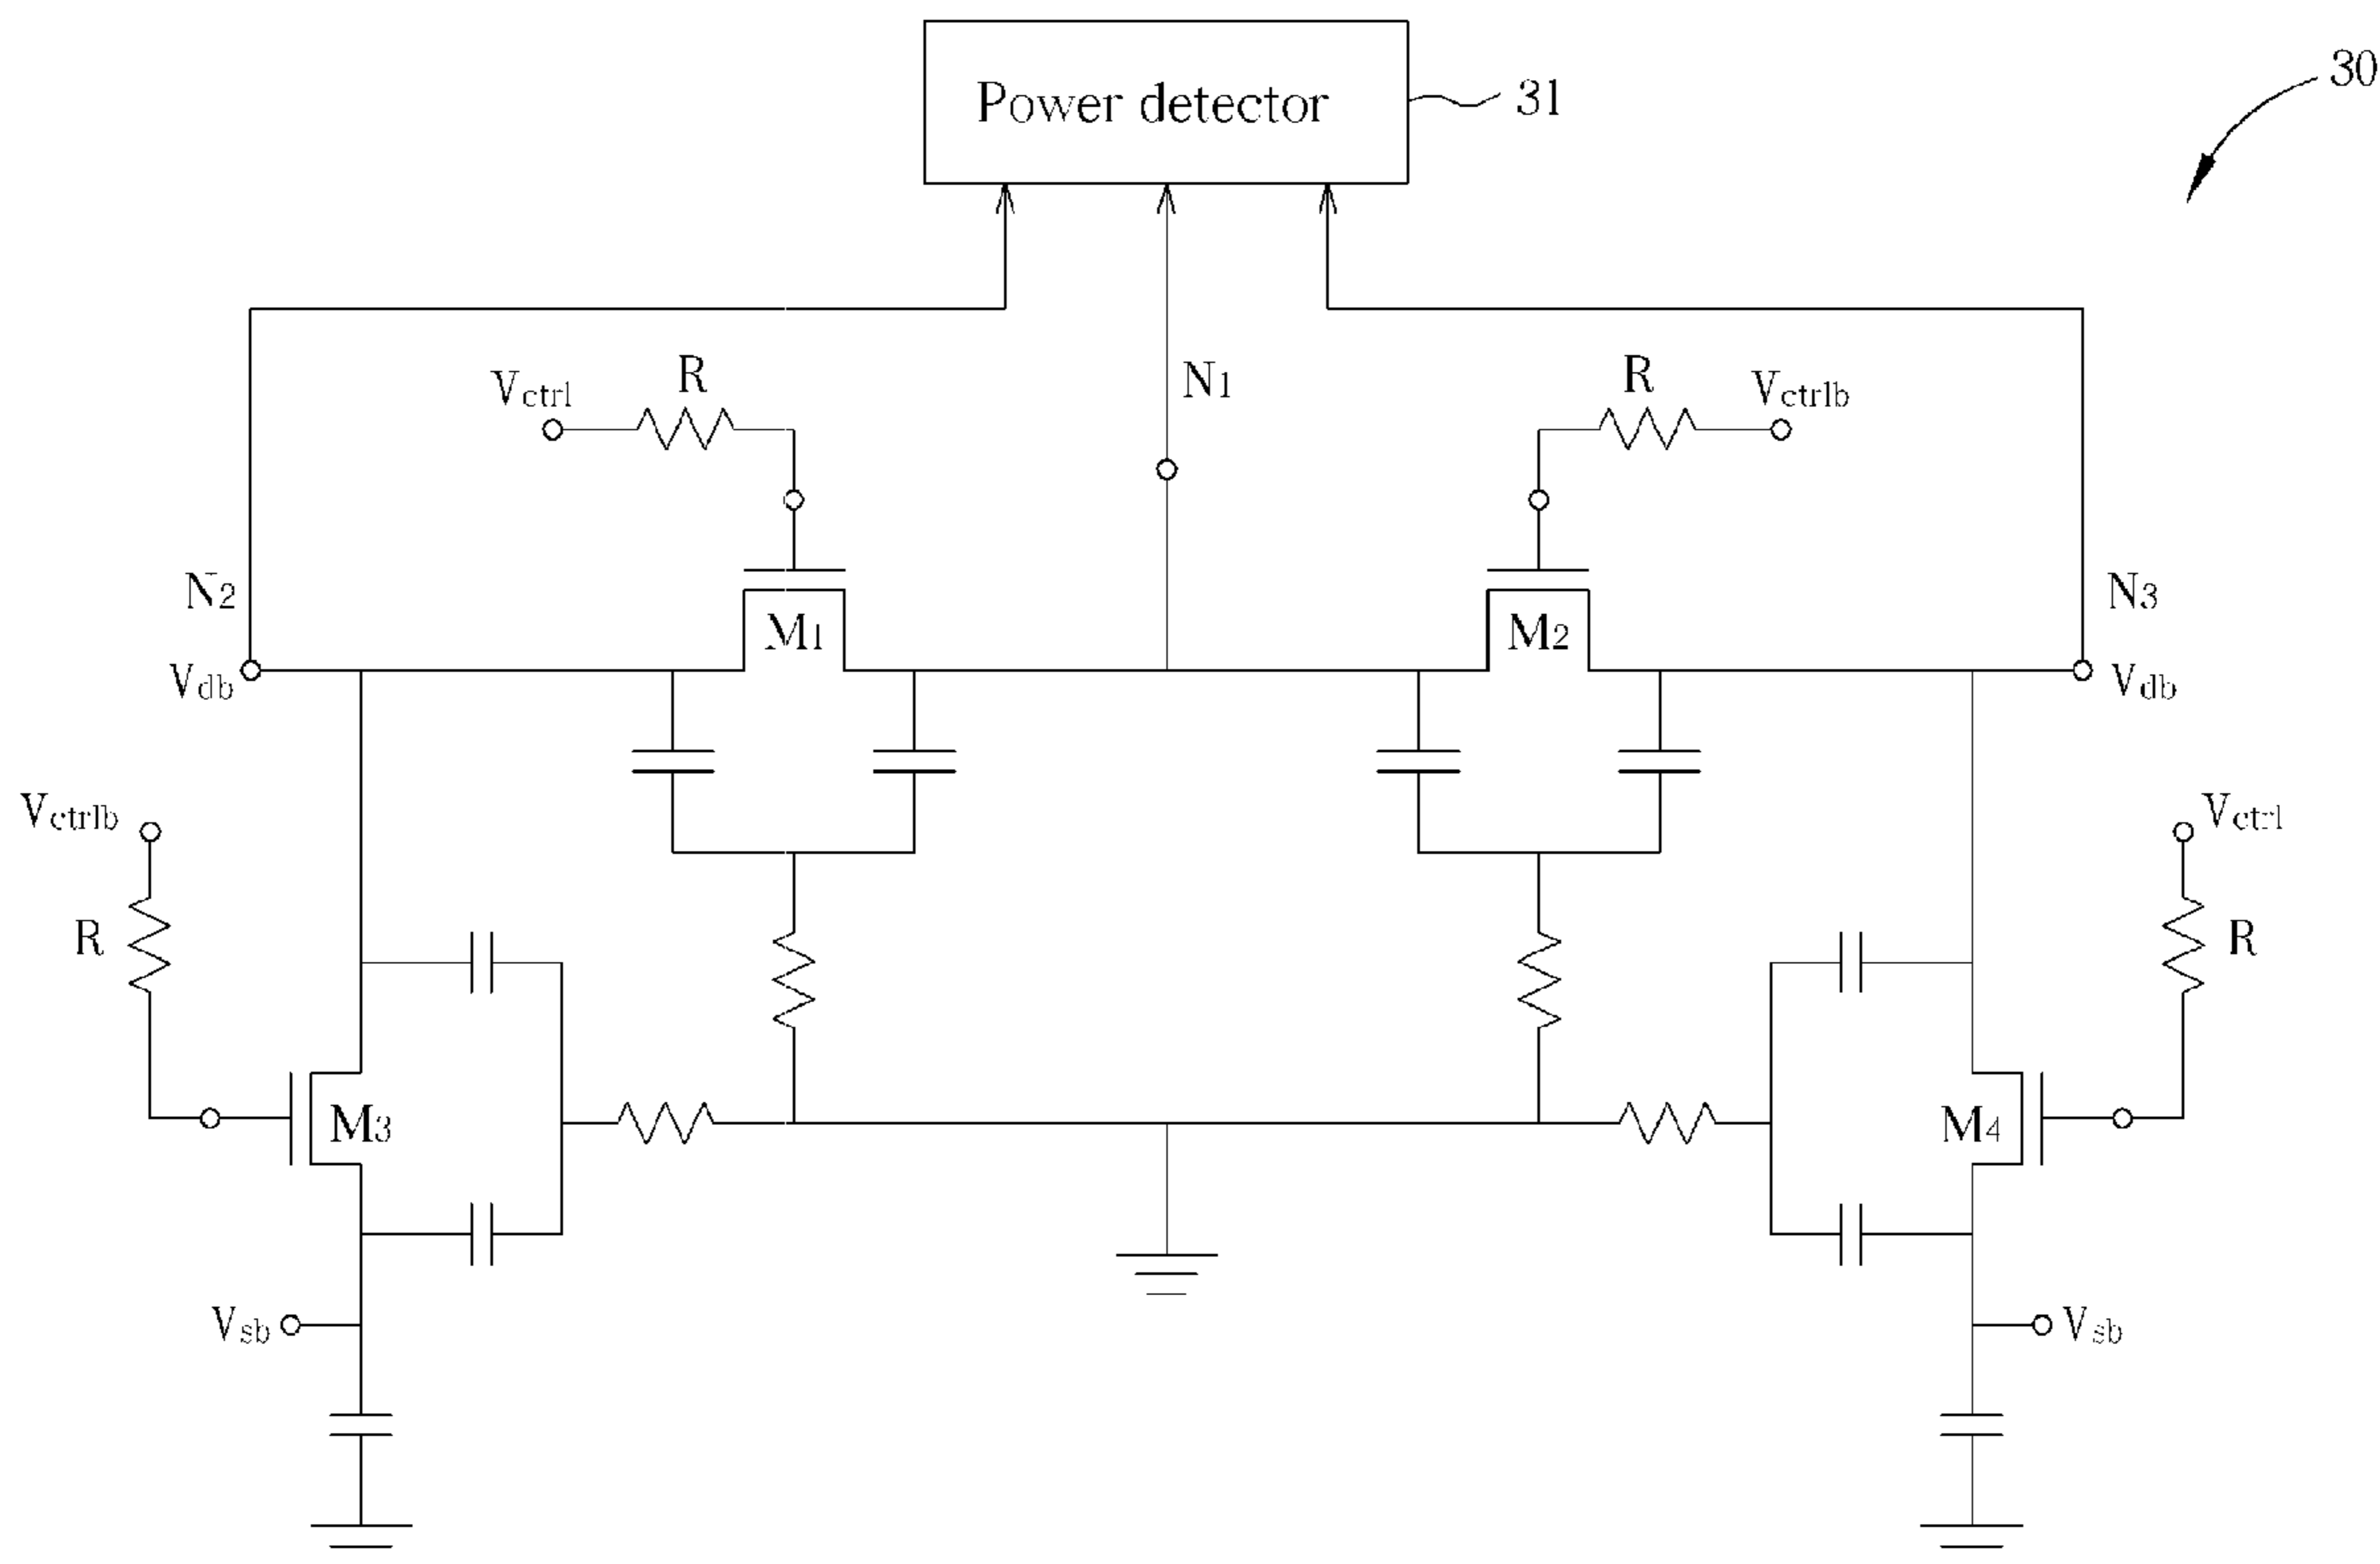 30
Power detector
31
R
R
Vctrl
N1
Vctrlb
N2
N3
M1
M2
Vdb
Vdb
Vctrlb
Vctrl
R
R
M3
M4
Vsb
Vsb